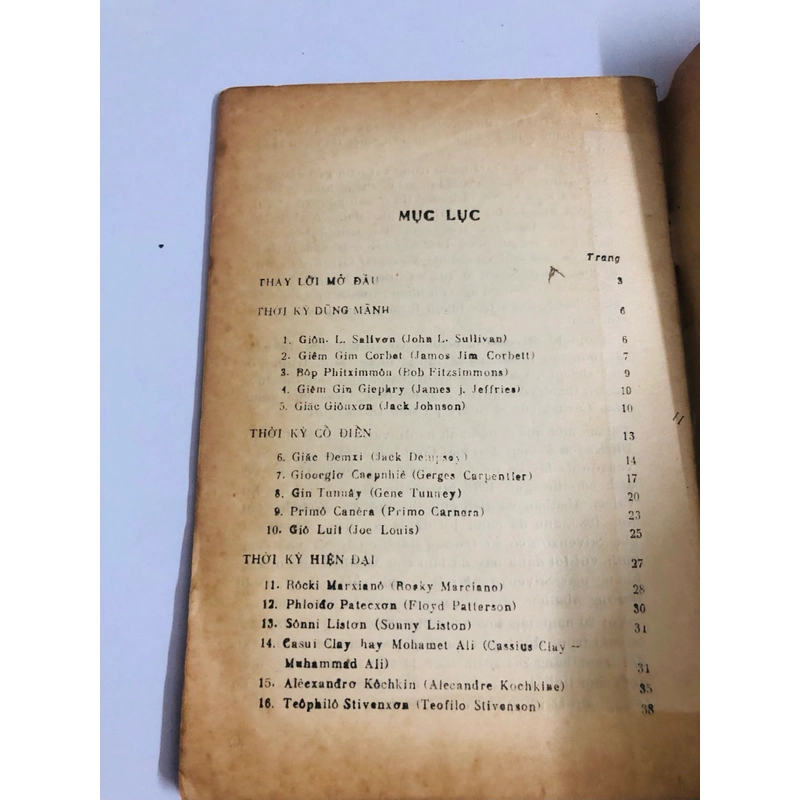 MỤC LỤC
Trang
THAY LỜI MỞ ĐẦU 3
THỜI KỲ DŨNG MÃNH 6
1. Giôn. L. Salivơn (John L. Sullivan) 6
2. Giêm Gim Corbet (Jamos Jim Corbett) 7
3. Bôp Phitximmôn (Bob Fitzsimmons) 9
4. Giêm Gin Giephry (James j. Jeffries) 10
5. Giăc Giônxơn (Jack Johnson) 10
THỜI KỲ CỔ ĐIỂN 13
6. Giăc Đemxi (Jack Dempsey) 14
7. Gioocgiơ Caepnhiê (Gerges Carpentier) 17
8. Gin Tunnây (Gene Tunney) 20
9. Primô Canêra (Primo Carnera) 23
10. Giô Luit (Joe Louis) 25
THỜI KỲ HIỆN ĐẠI 27
11. Rôcki Marxianô (Rosky Marciano) 28
12. Phloiđơ Patecxơn (Floyd Patterson) 30
13. Sônni Listơn (Sonny Liston) 31
14. Casui Clay hay Mohamet Ali (Cassius Clay –
Muhammad Ali) 31
15. Alêcxandrơ Kôchkin (Alecandre Kochkine) 35
16. Teôphilô Stivenxơn (Teofilo Stivenson) 38